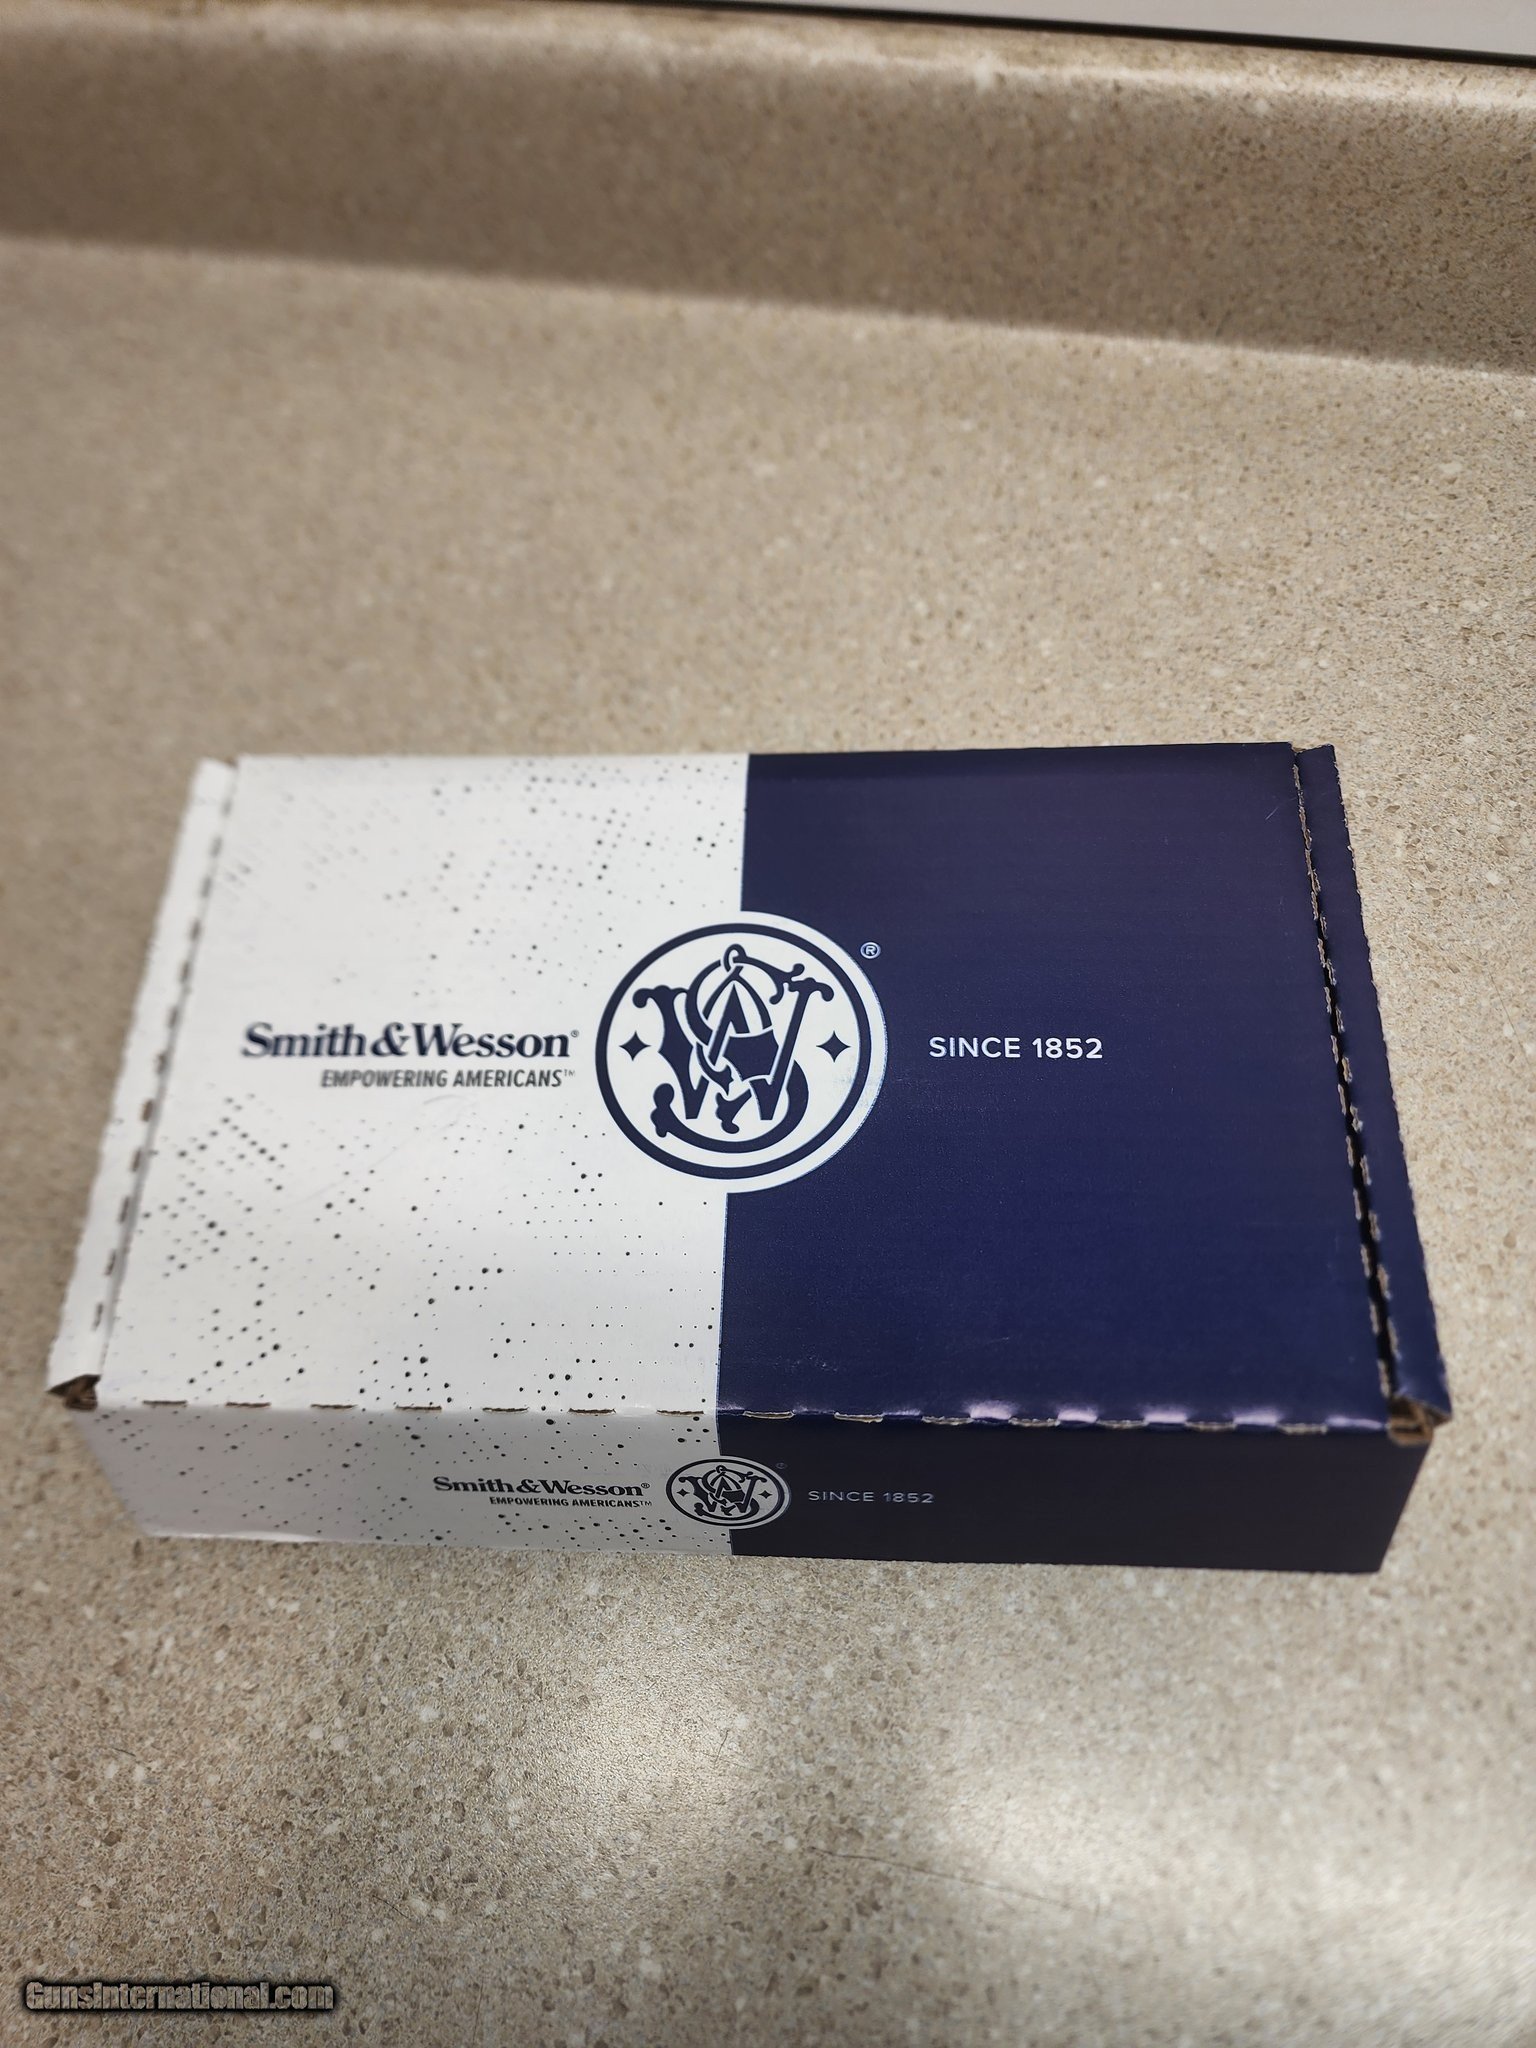 Smith & Wesson®
EMPOWERING AMERICANS™
®
SINCE 1852
Smith & Wesson®
EMPOWERING AMERICANS™
SINCE 1852
GunsInternational.com